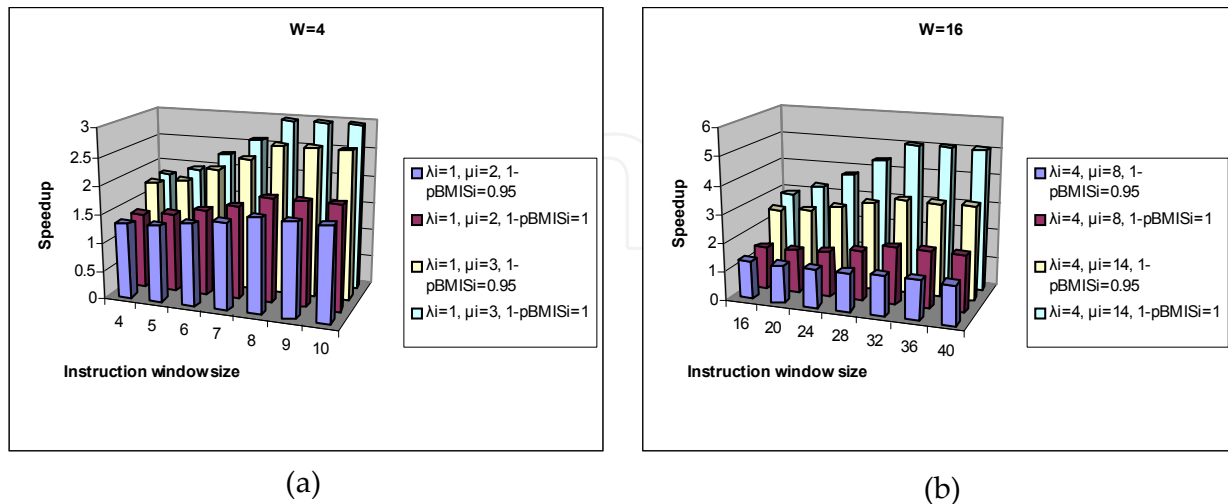 W=4
3
2.5
2
1.5
1
0.5
0
Speedup
4 5 6 7 8 9 10
Instruction window size
λi=1, μi=2, 1-
pBMISi=0.95
λi=1, μi=2, 1-pBMISi=1
λi=1, μi=3, 1-
pBMISi=0.95
λi=1, μi=3, 1-pBMISi=1
(a)
W=16
6
5
4
3
2
1
0
Speedup
16 20 24 28 32 36 40
Instruction window size
λi=4, μi=8, 1-
pBMISi=0.95
λi=4, μi=8, 1-pBMISi=1
λi=4, μi=14, 1-
pBMISi=0.95
λi=4, μi=14, 1-pBMISi=1
(b)